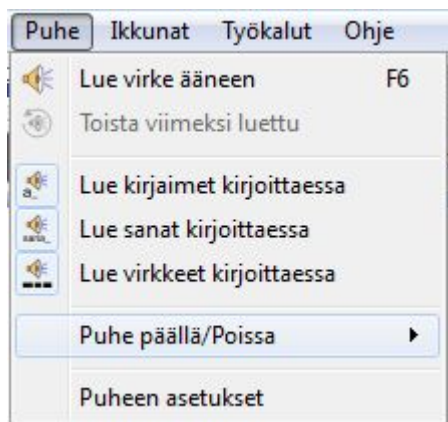 Puhe Ikkunat Työkalut Ohje
Lue virke ääneen F6
Toista viimeksi luettu
Lue kirjaimet kirjoittaessa
Lue sanat kirjoittaessa
Lue virkkeet kirjoittaessa
Puhe päällä/Poissa
Puheen asetukset